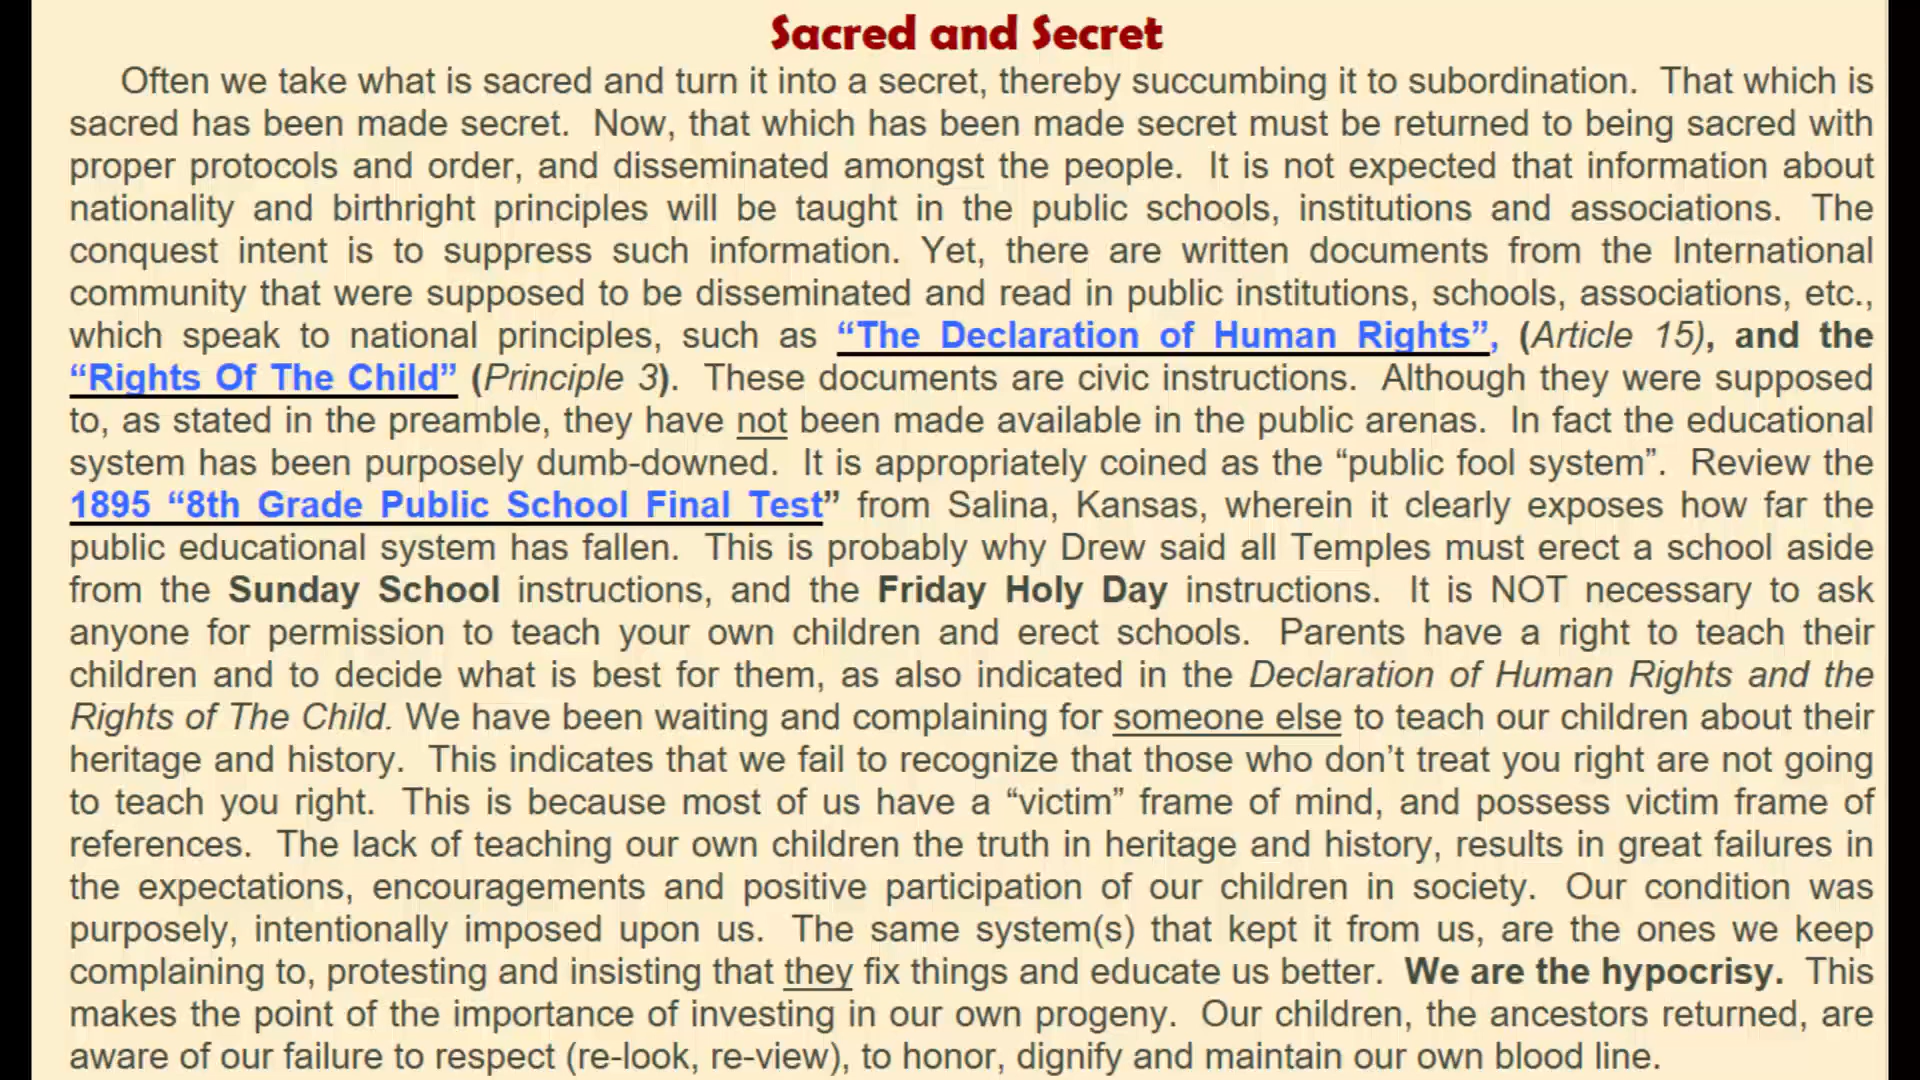 Sacred and Secret
Often we take what is sacred and turn it into a secret, thereby succumbing it to subordination. That which is
sacred has been made secret. Now, that which has been made secret must be returned to being sacred with
proper protocols and order, and disseminated amongst the people. It is not expected that information about
nationality and birthright principles will be taught in the public schools, institutions and associations. The
conquest intent is to suppress such information. Yet, there are written documents from the International
community that were supposed to be disseminated and read in public institutions, schools, associations, etc.,
which speak to national principles, such as “The Declaration of Human Rights”, (Article 15), and the
“Rights Of The Child” (Principle 3). These documents are civic instructions. Although they were supposed
to, as stated in the preamble, they have not been made available in the public arenas. In fact the educational
system has been purposely dumb-downed. It is appropriately coined as the “public fool system”. Review the
1895 “8th Grade Public School Final Test” from Salina, Kansas, wherein it clearly exposes how far the
public educational system has fallen. This is probably why Drew said all Temples must erect a school aside
from the Sunday School instructions, and the Friday Holy Day instructions. It is NOT necessary to ask
anyone for permission to teach your own children and erect schools. Parents have a right to teach their
children and to decide what is best for them, as also indicated in the Declaration of Human Rights and the
Rights of The Child. We have been waiting and complaining for someone else to teach our children about their
heritage and history. This indicates that we fail to recognize that those who don’t treat you right are not going
to teach you right. This is because most of us have a “victim” frame of mind, and possess victim frame of
references. The lack of teaching our own children the truth in heritage and history, results in great failures in
the expectations, encouragements and positive participation of our children in society. Our condition was
purposely, intentionally imposed upon us. The same system(s) that kept it from us, are the ones we keep
complaining to, protesting and insisting that they fix things and educate us better. We are the hypocrisy. This
makes the point of the importance of investing in our own progeny. Our children, the ancestors returned, are
aware of our failure to respect (re-look, re-view), to honor, dignify and maintain our own blood line.